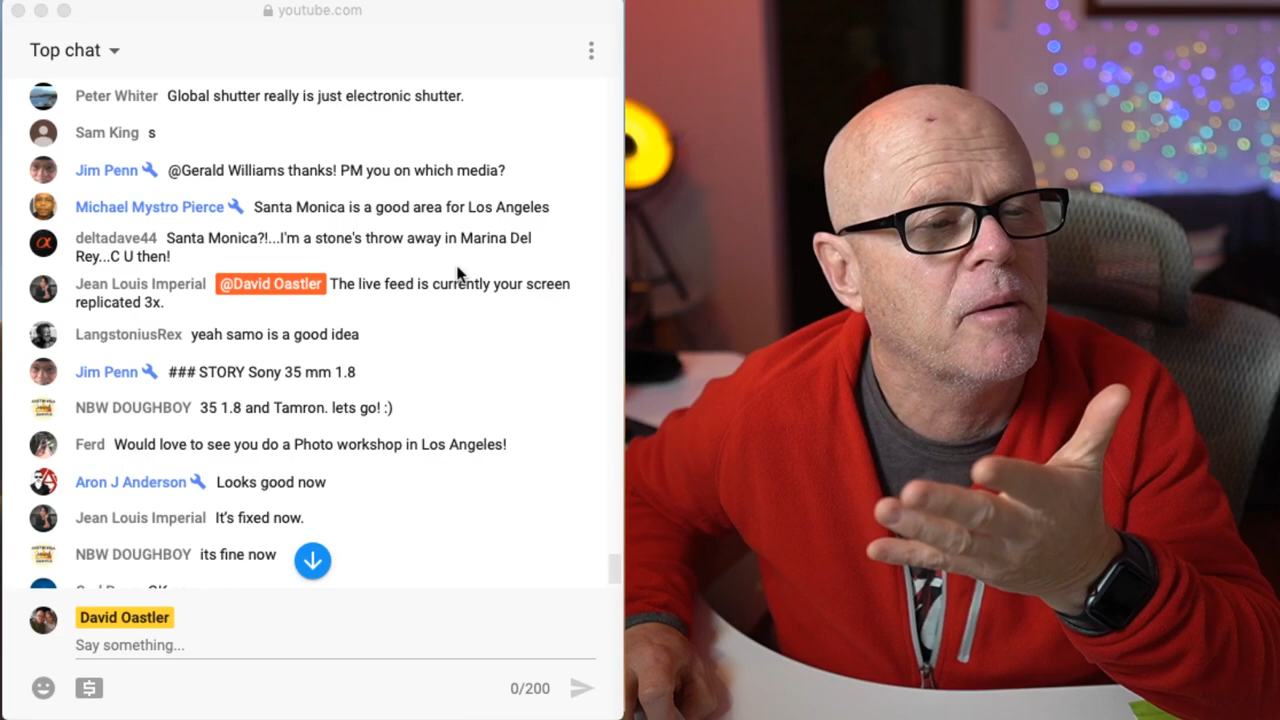 youtube.com
Top chat
Peter Whiter Global shutter really is just electronic shutter.
Sam King s
Jim Penn @Gerald Williams thanks! PM you on which media?
Michael Mystro Pierce Santa Monica is a good area for Los Angeles
deltadave44 Santa Monica?!...I'm a stone's throw away in Marina Del
Rey...C U then!
Jean Louis Imperial @David Oastler The live feed is currently your screen
replicated 3x.
LangstoniusRex yeah samo is a good idea
Jim Penn ### STORY Sony 35 mm 1.8
NBW DOUGHBOY 35 1.8 and Tamron. lets go! :)
Ferd Would love to see you do a Photo workshop in Los Angeles!
Aron J Anderson Looks good now
Jean Louis Imperial It's fixed now.
NBW DOUGHBOY its fine now
David Oastler
Say something...
0/200